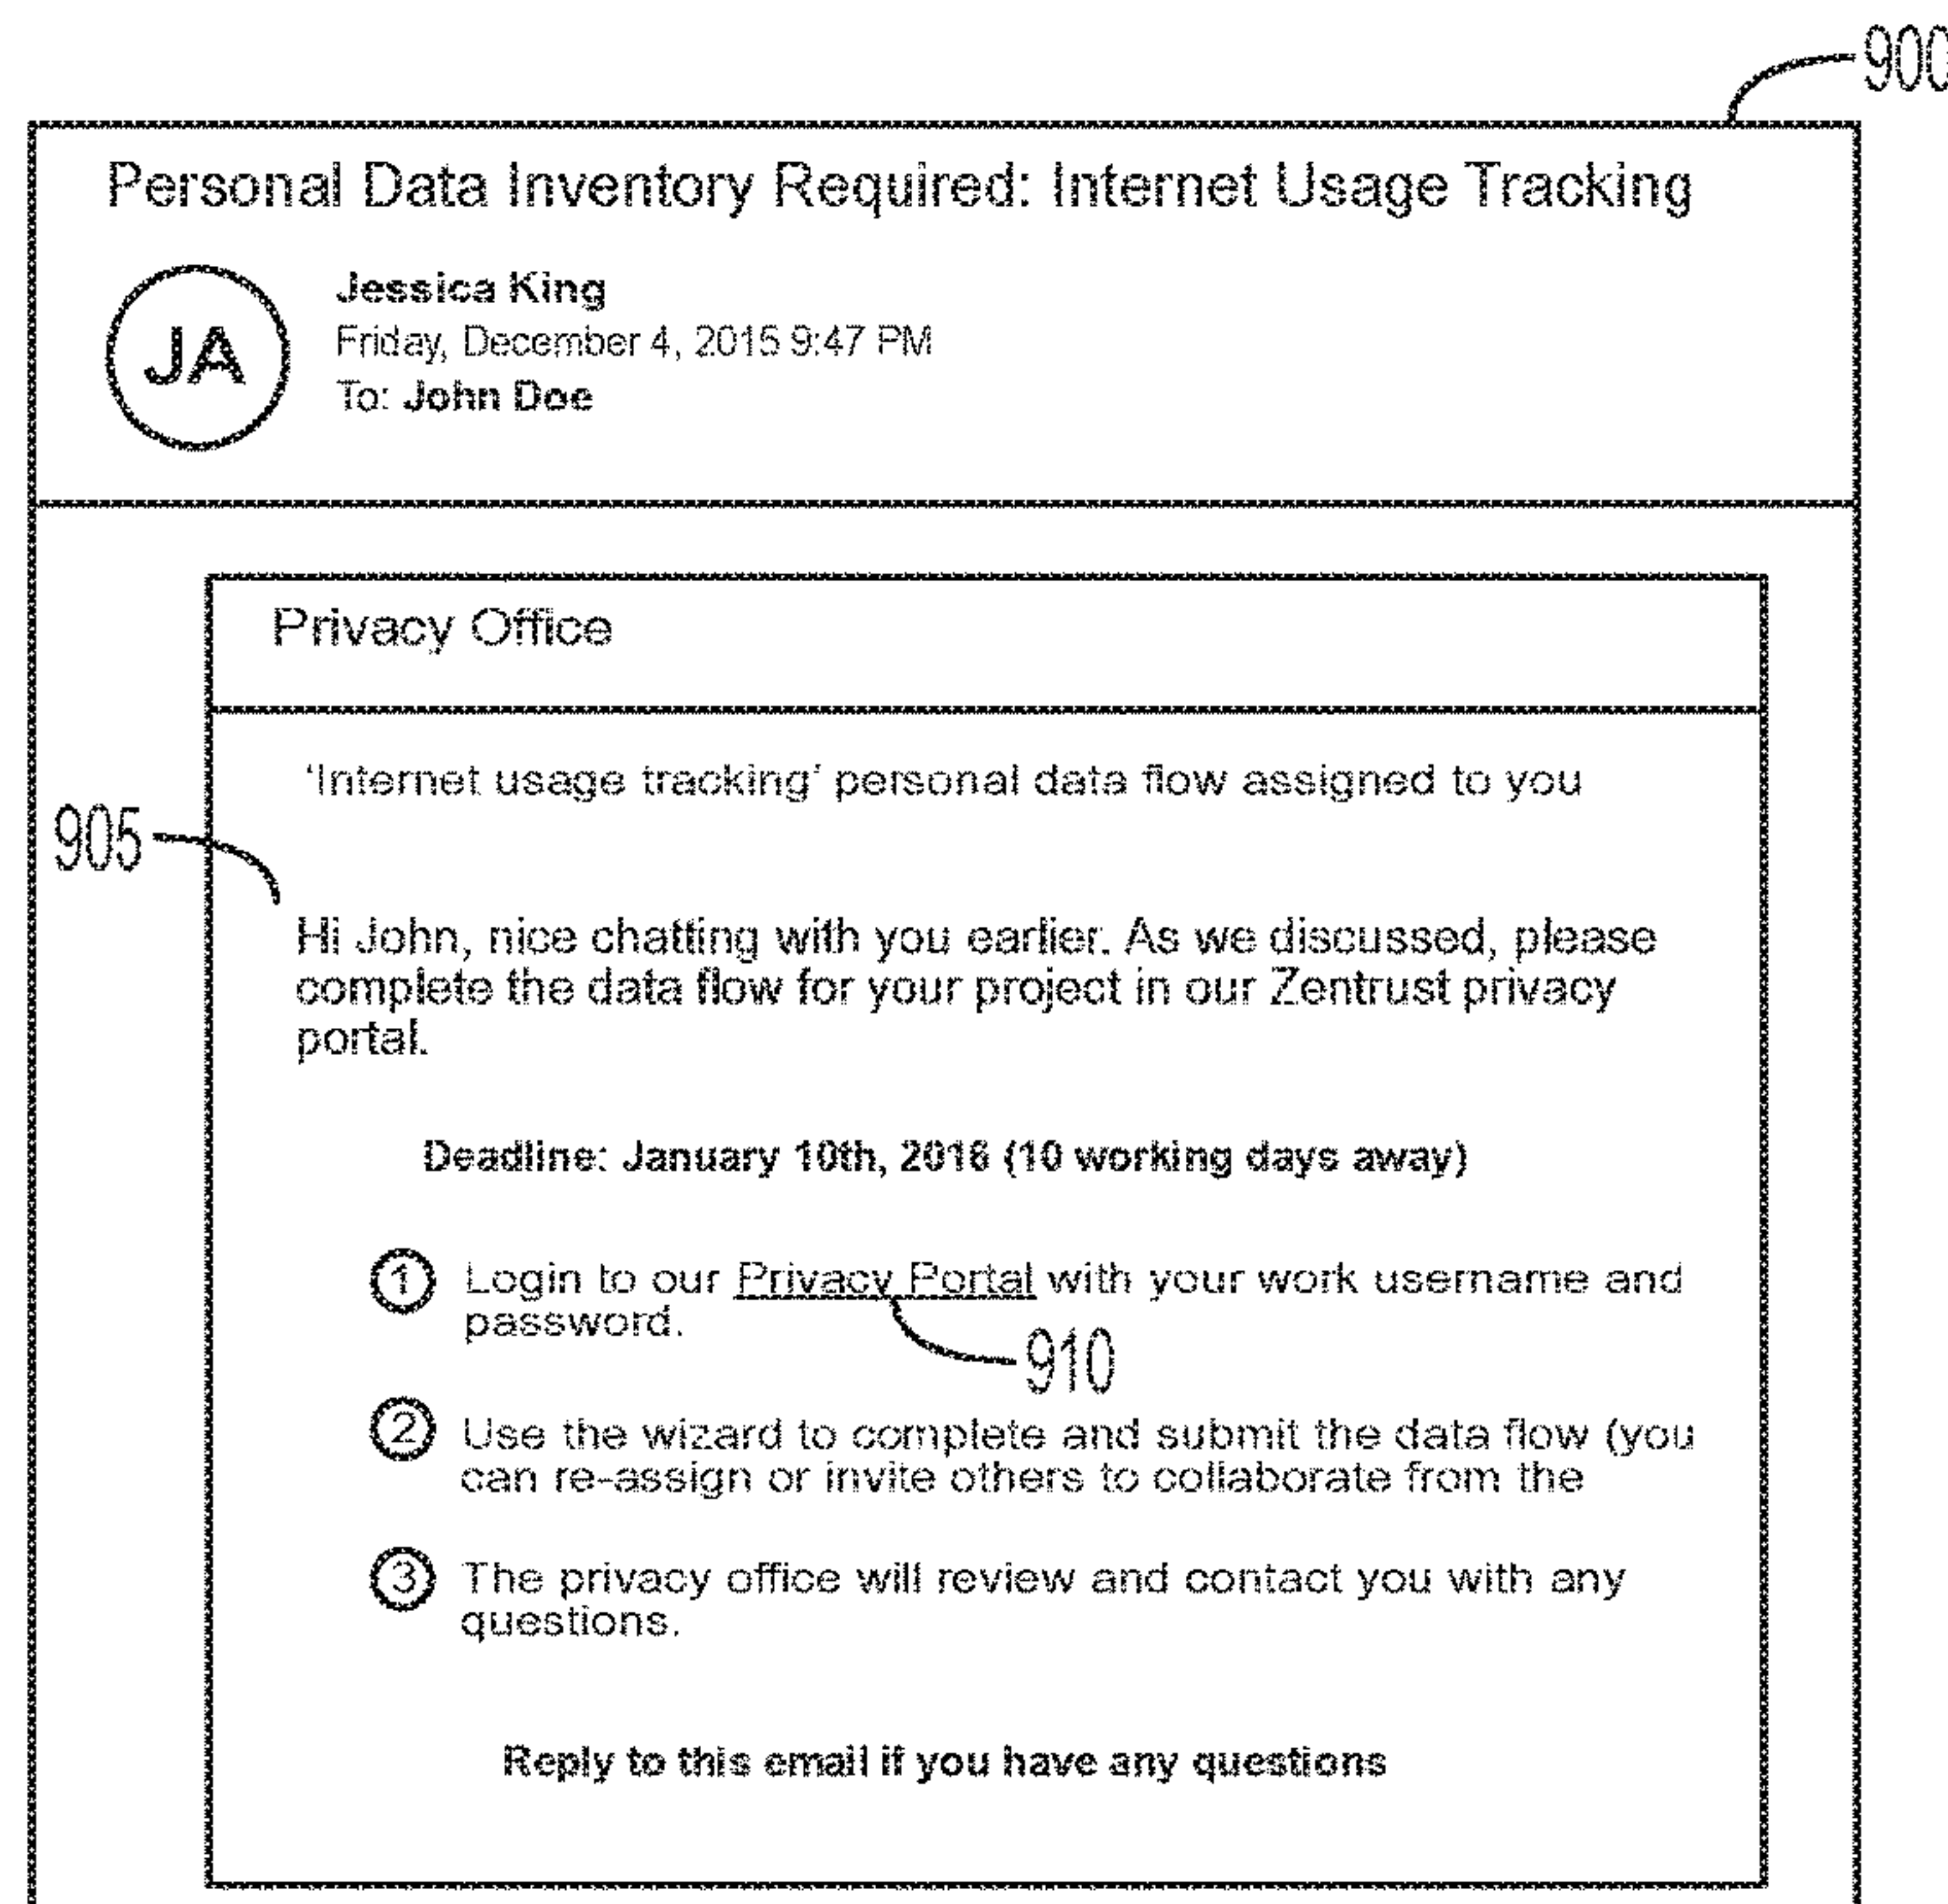 900
Personal Data Inventory Required: Internet Usage Tracking
JA
Jessica King
Friday, December 4, 2015 9:47 PM
To: John Doe
Privacy Office
‘Internet usage tracking’ personal data flow assigned to you
905
Hi John, nice chatting with you earlier. As we discussed, please
complete the data flow for your project in our Zentrust privacy
portal.
Deadline: January 10th, 2016 (10 working days away)
1 Login to our Privacy Portal with your work username and
password.
910
2 Use the wizard to complete and submit the data flow (you
can re-assign or invite others to collaborate from the
3 The privacy office will review and contact you with any
questions.
Reply to this email if you have any questions